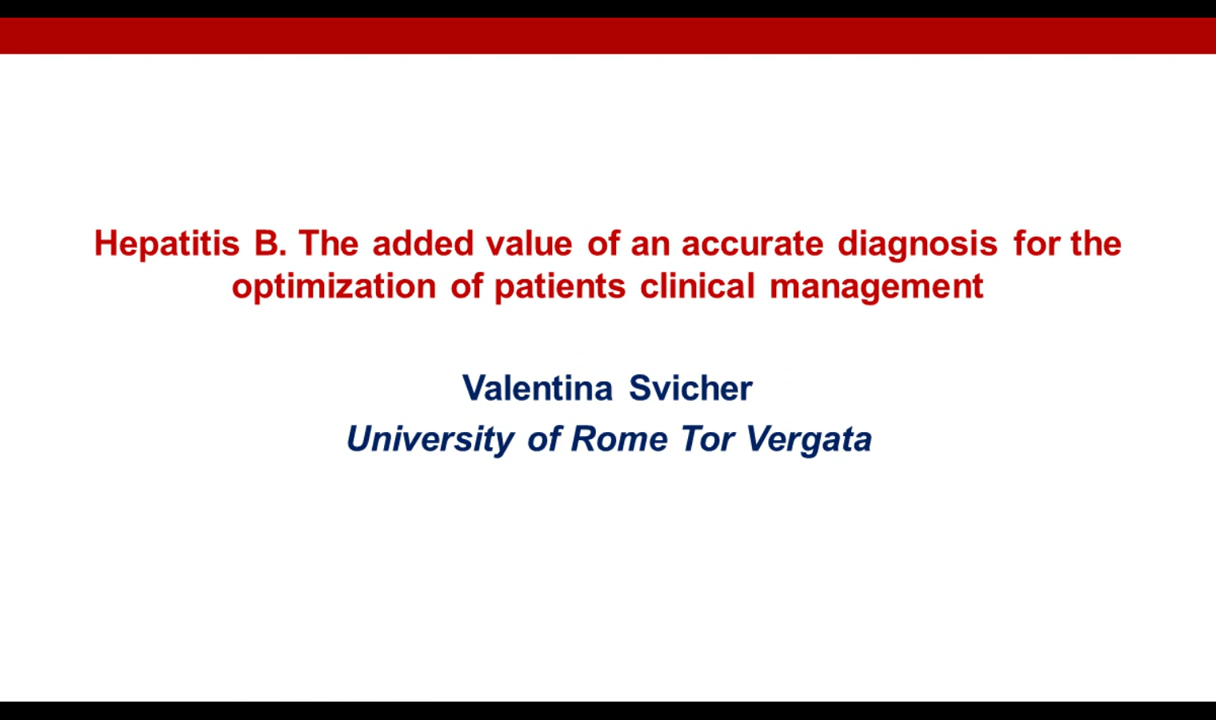 Hepatitis B. The added value of an accurate diagnosis for the
optimization of patients clinical management
Valentina Svicher
University of Rome Tor Vergata